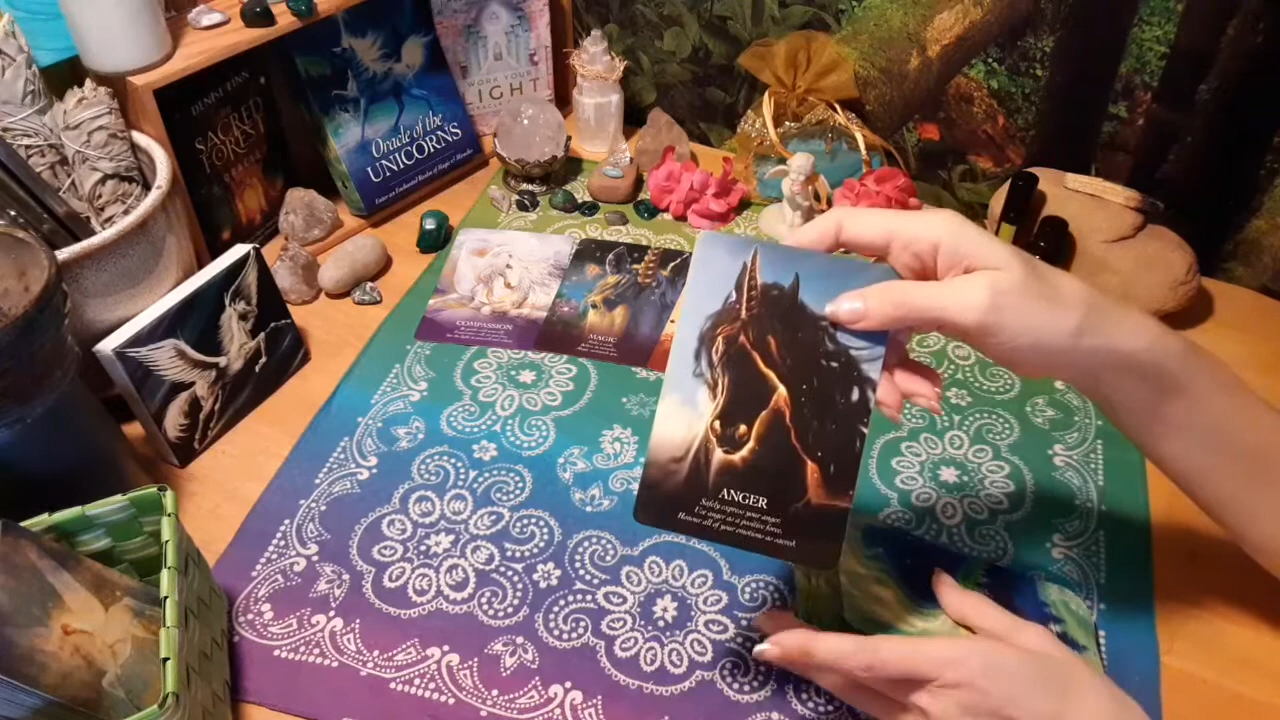 DENISE LINN
SACRED
FOREST
ORACLE
Oracle of the
UNICORNS
Enter an Enchanted Realm of Magic & Miracles
WORK YOUR
LIGHT
ORACLE
COMPASSION
MAGIC
ANGER
Safely express your anger.
Use anger as a positive force.
Honour all of your emotions as sacred.